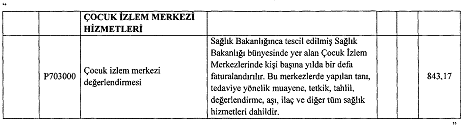 "
ÇOCUK İZLEM MERKEZİ
HİZMETLERİ
P703000
Çocuk izlem merkezi
değerlendirmesi
Sağlık Bakanlığınca tescil edilmiş Sağlık
Bakanlığı bünyesinde yer alan Çocuk İzlem
Merkezlerinde kişi başına yılda bir defa
faturalandırılır. Bu merkezlerde yapılan tanı,
tedaviye yönelik muayene, tetkik, tahlil,
değerlendirme, aşı, ilaç ve diğer tüm sağlık
hizmetleri dahildir.
843,17
"